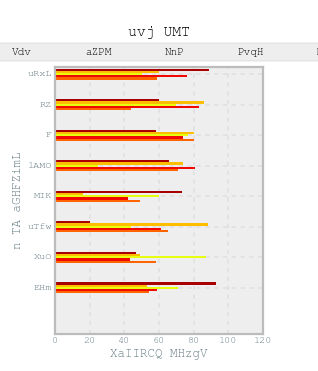 uvj UMT
Vdv aZPM NnP PvqH
uRxL
RZ
F
lAMO
MIK
uTfw
XuO
EHm
n TA aGHFZimL
0 20 40 60 80 100 120
XaIIRCQ MHzgV